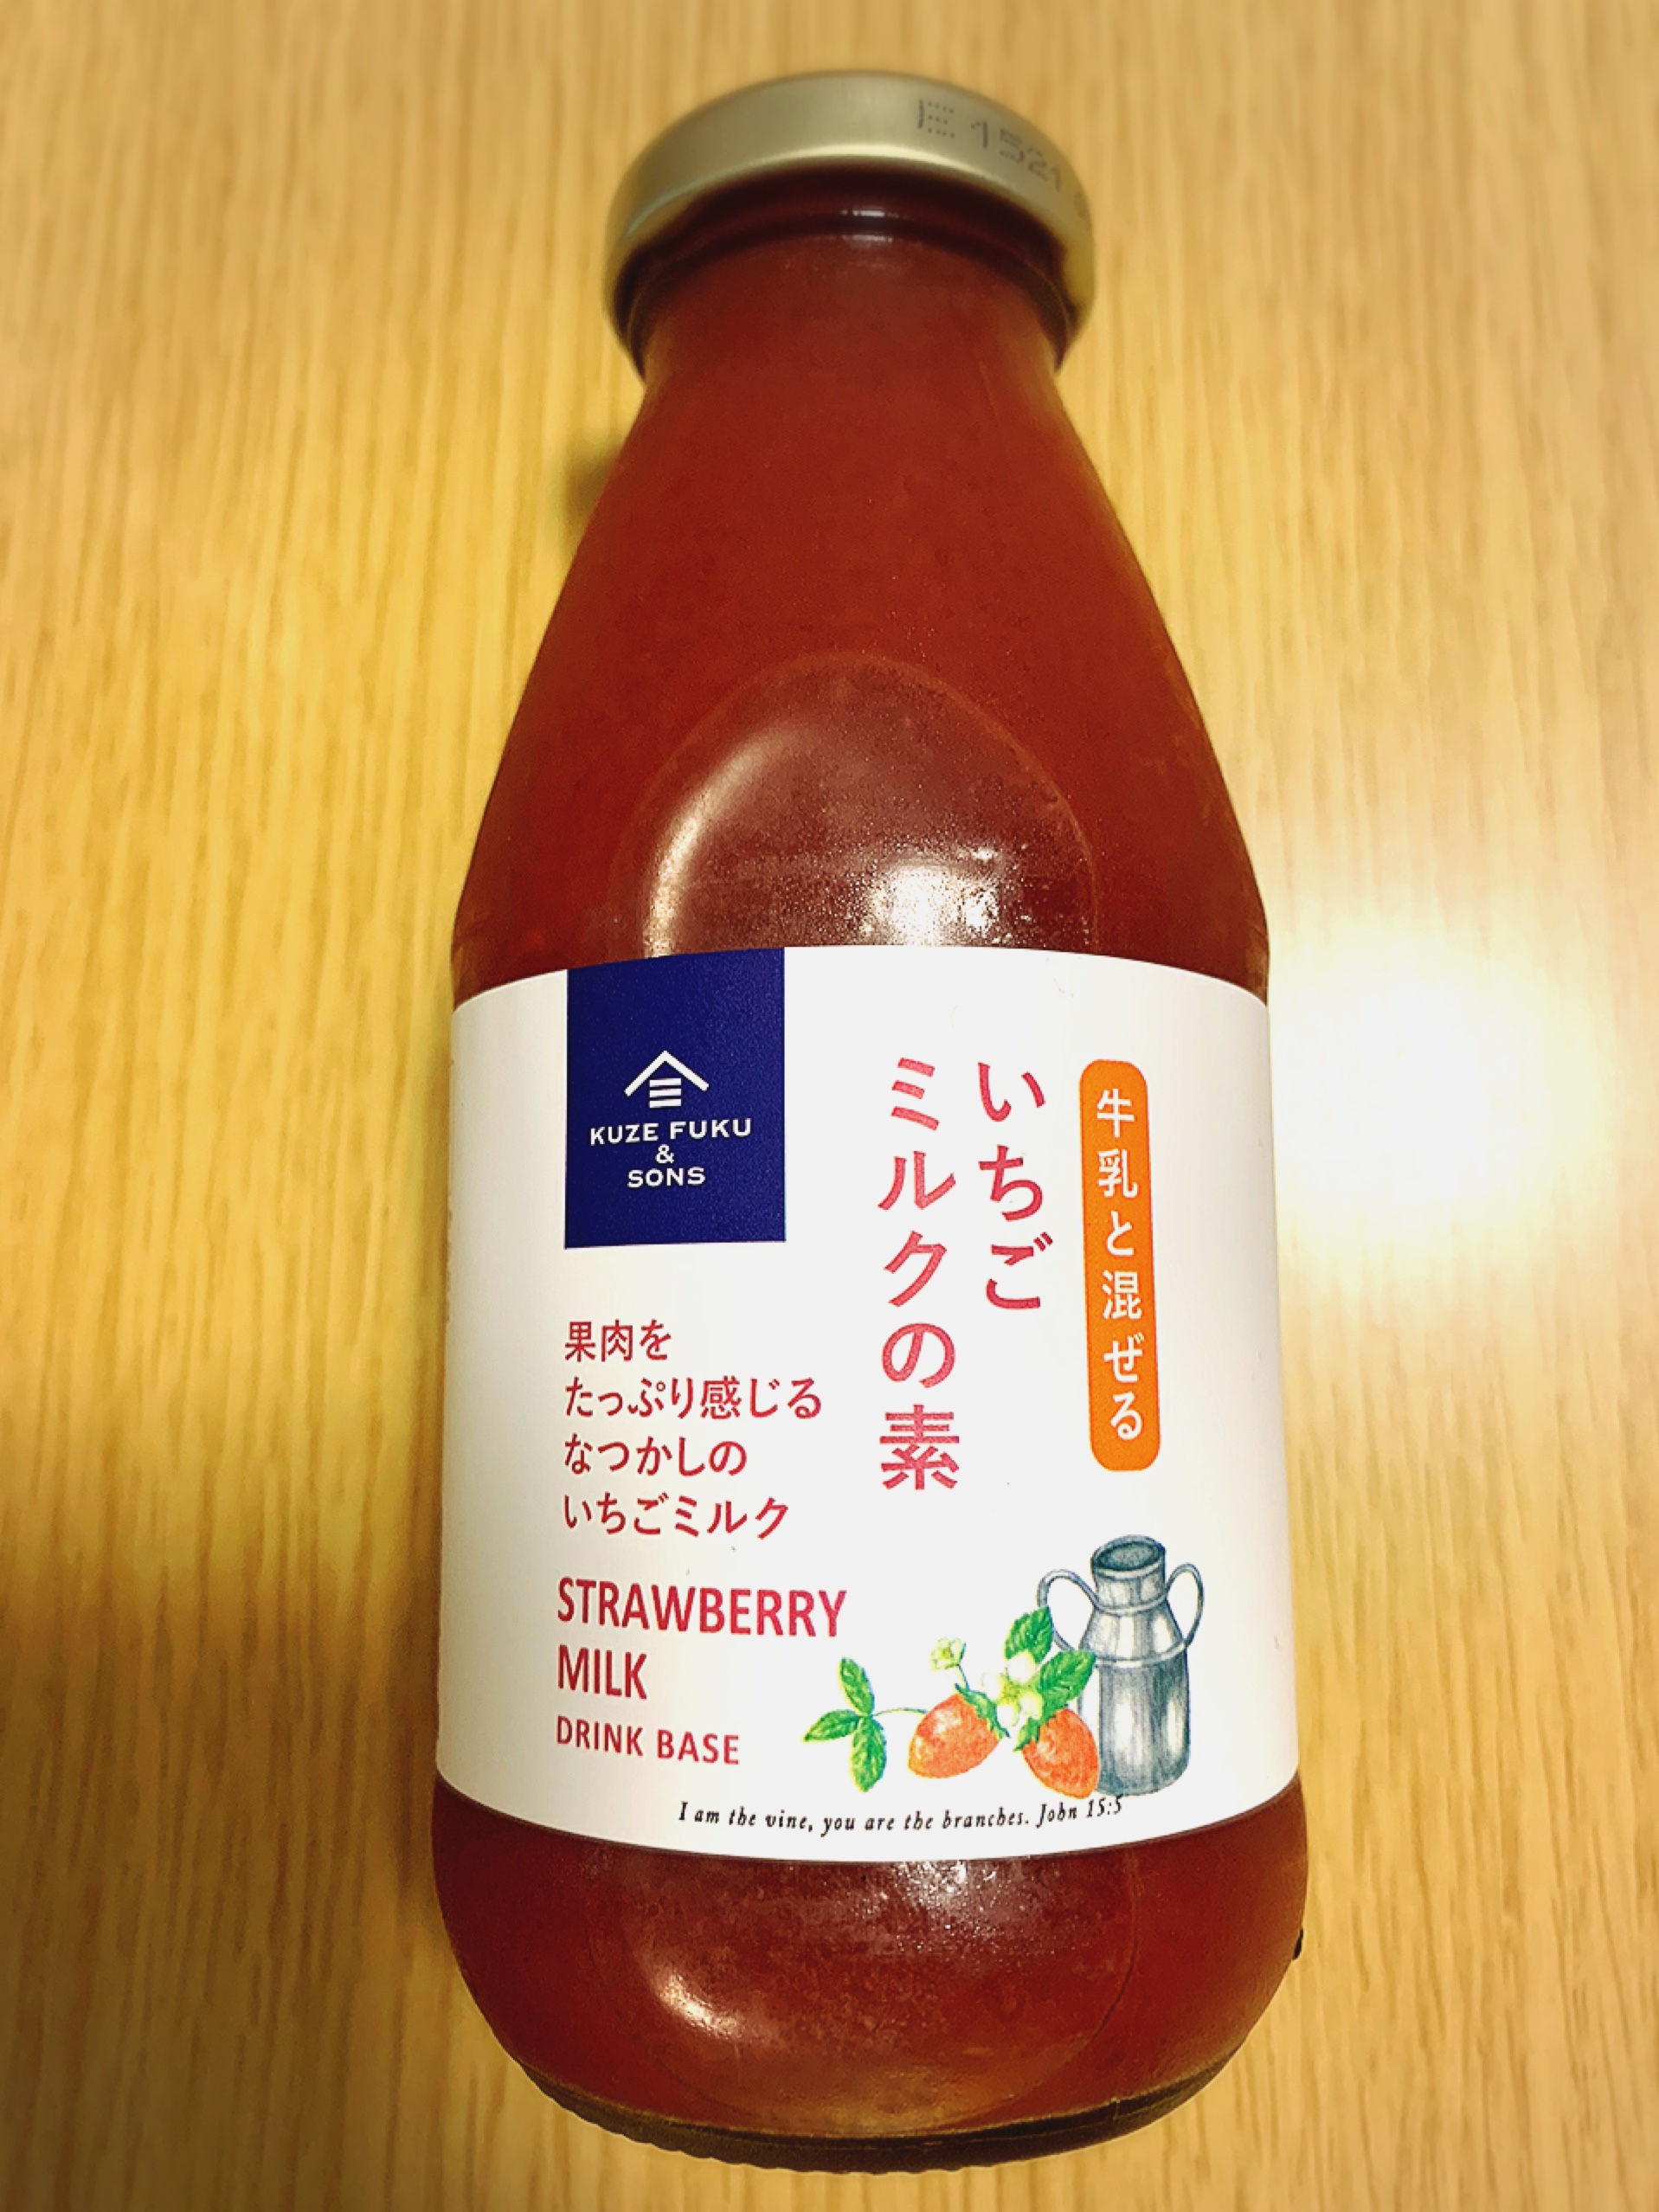 E 1521
KUZE FUKU
&
SONS
牛乳と混ぜる
いちご
ミルクの素
果肉を
たっぷり感じる
なつかしの
いちごミルク
STRAWBERRY
MILK
DRINK BASE
I am the vine, you are the branches. John 15:5